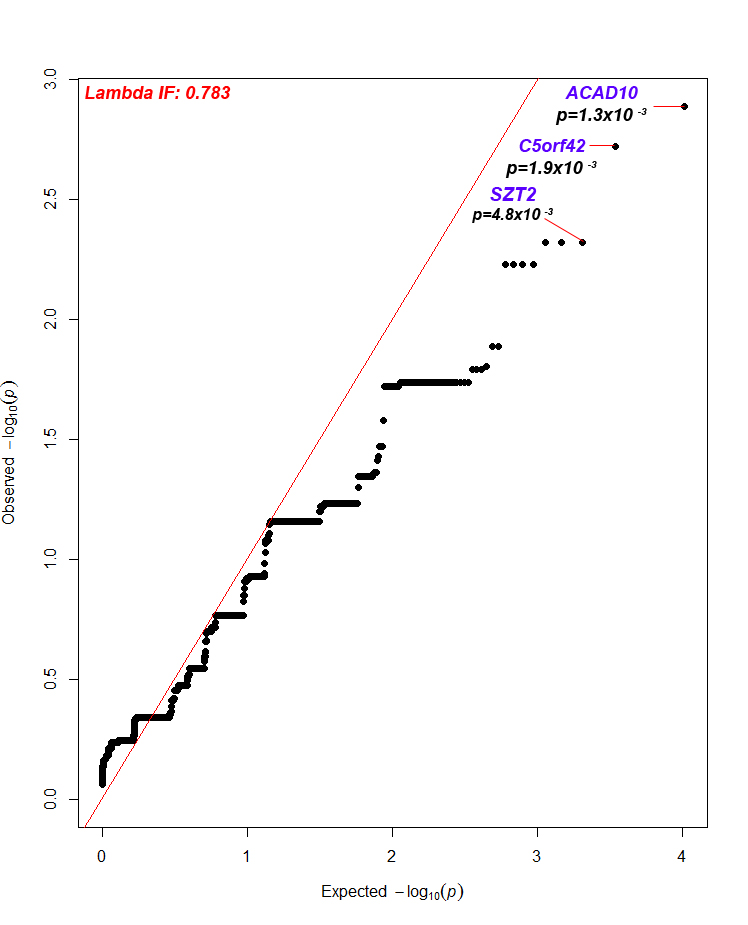 Lambda IF: 0.783
ACAD10
p=1.3x10 -3
C5orf42
p=1.9x10 -3
SZT2
p=4.8x10 -3
3.0
2.5
2.0
1.5
1.0
0.5
0.0
Observed −log10(p)
0 1 2 3 4
Expected −log10(p)